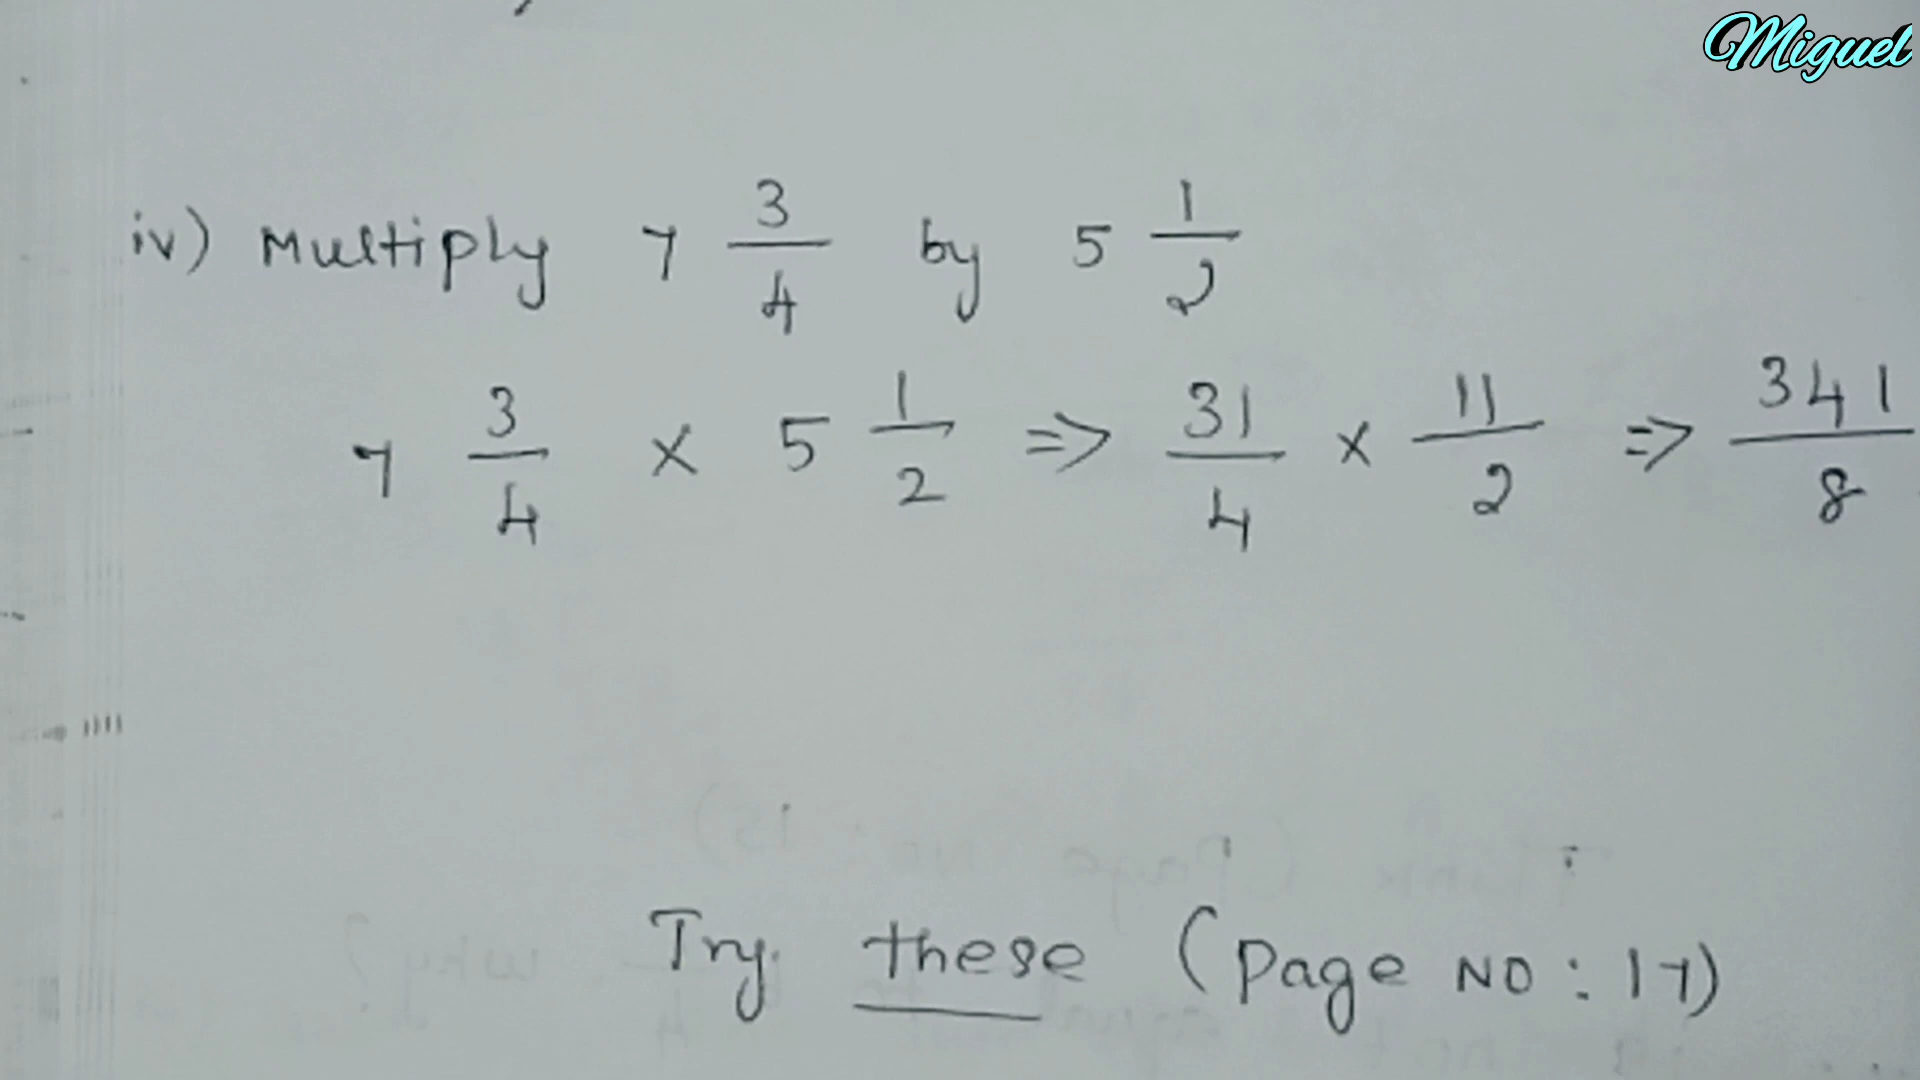 Miguel
iv) Multiply 7 3/4 by 5 1/2
7 3/4 × 5 1/2 => 31/4 × 11/2 => 341/8
Try these (Page NO: 17)